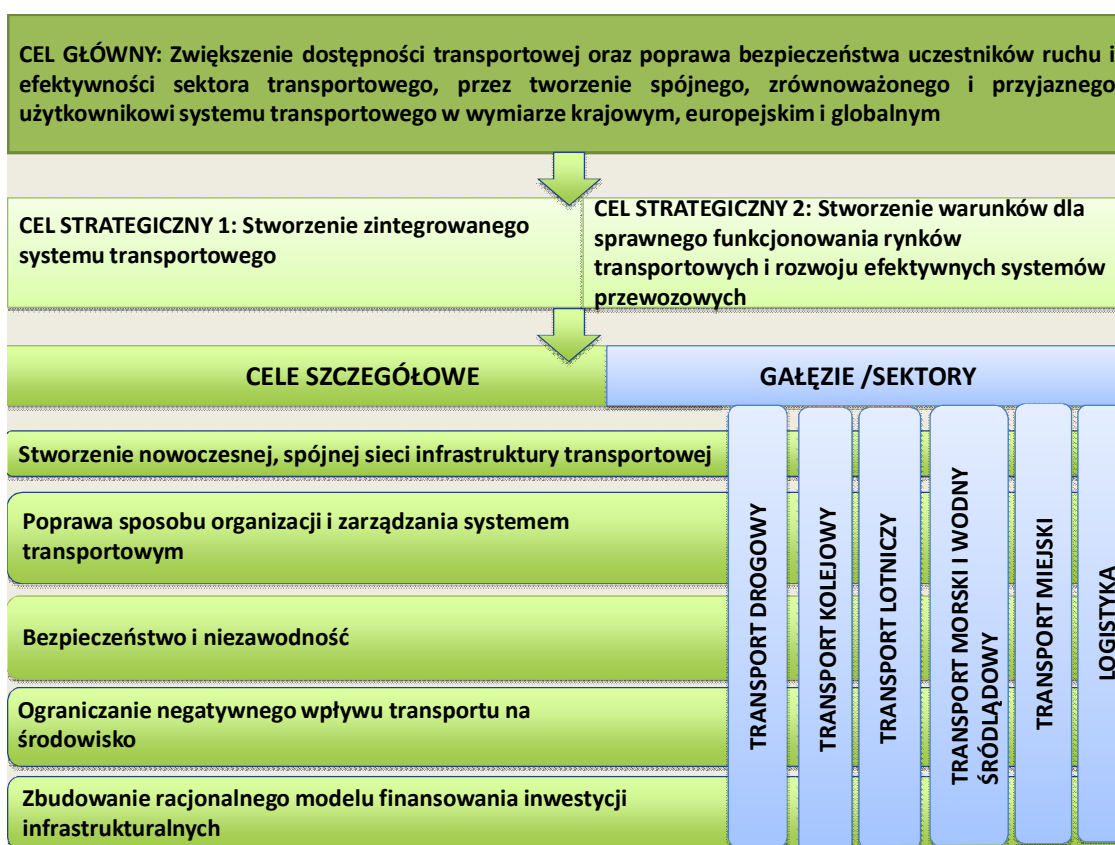 CEL GŁÓWNY: Zwiększenie dostępności transportowej oraz poprawa bezpieczeństwa uczestników ruchu i
efektywności sektora transportowego, przez tworzenie spójnego, zrównoważonego i przyjaznego
użytkownikowi systemu transportowego w wymiarze krajowym, europejskim i globalnym
CEL STRATEGICZNY 1: Stworzenie zintegrowanego
systemu transportowego
CEL STRATEGICZNY 2: Stworzenie warunków dla
sprawnego funkcjonowania rynków
transportowych i rozwoju efektywnych systemów
przewozowych
CELE SZCZEGÓŁOWE
GAŁĘZIE /SEKTORY
Stworzenie nowoczesnej, spójnej sieci infrastruktury transportowej
Poprawa sposobu organizacji i zarządzania systemem
transportowym
Bezpieczeństwo i niezawodność
Ograniczanie negatywnego wpływu transportu na
środowisko
Zbudowanie racjonalnego modelu finansowania inwestycji
infrastrukturalnych
TRANSPORT DROGOWY
TRANSPORT KOLEJOWY
TRANSPORT LOTNICZY
TRANSPORT MORSKI I WODNY
ŚRÓDLĄDOWY
TRANSPORT MIEJSKI
LOGISTYKA